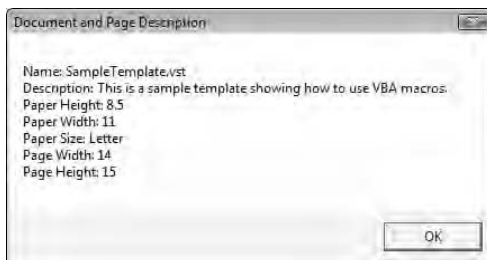 Document and Page Description
Name: SampleTemplate.vst
Description: This is a sample template showing how to use VBA macros.
Paper Height: 8.5
Paper Width: 11
Paper Size: Letter
Page Width: 14
Page Height: 15
OK